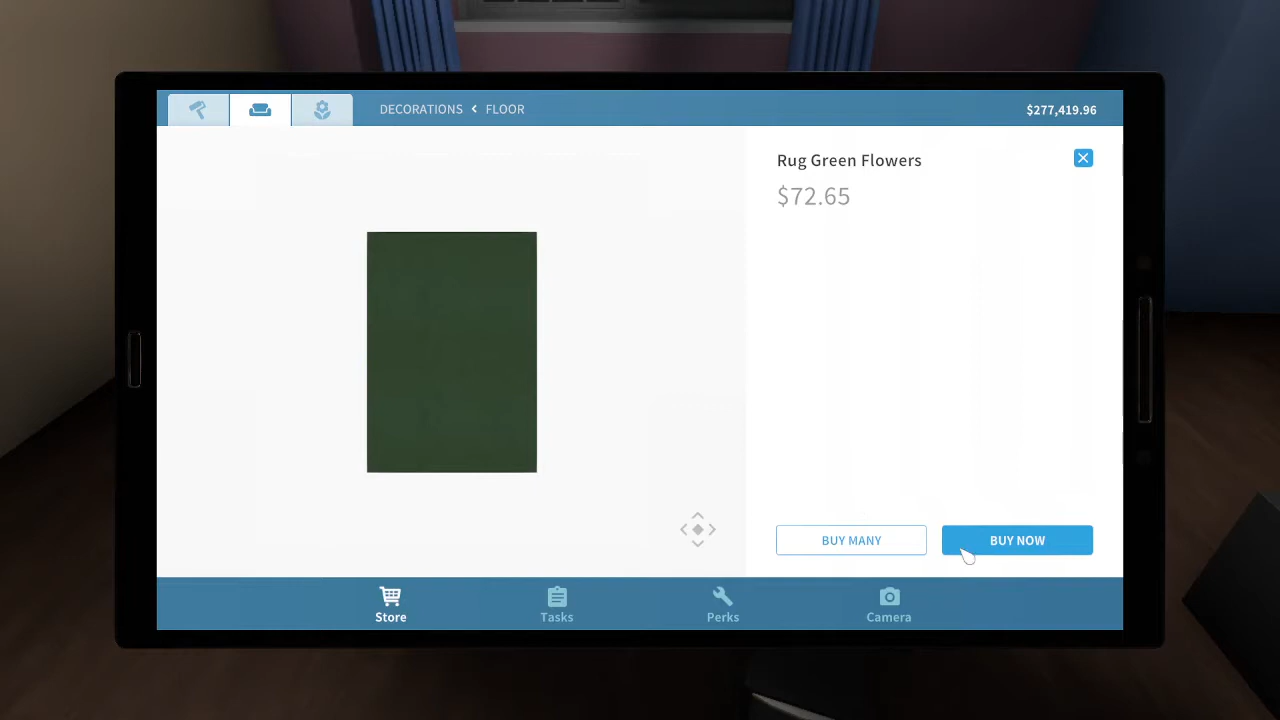 DECORATIONS < FLOOR
$277,419.96
Rug Green Flowers
$72.65
BUY MANY
BUY NOW
Store
Tasks
Perks
Camera